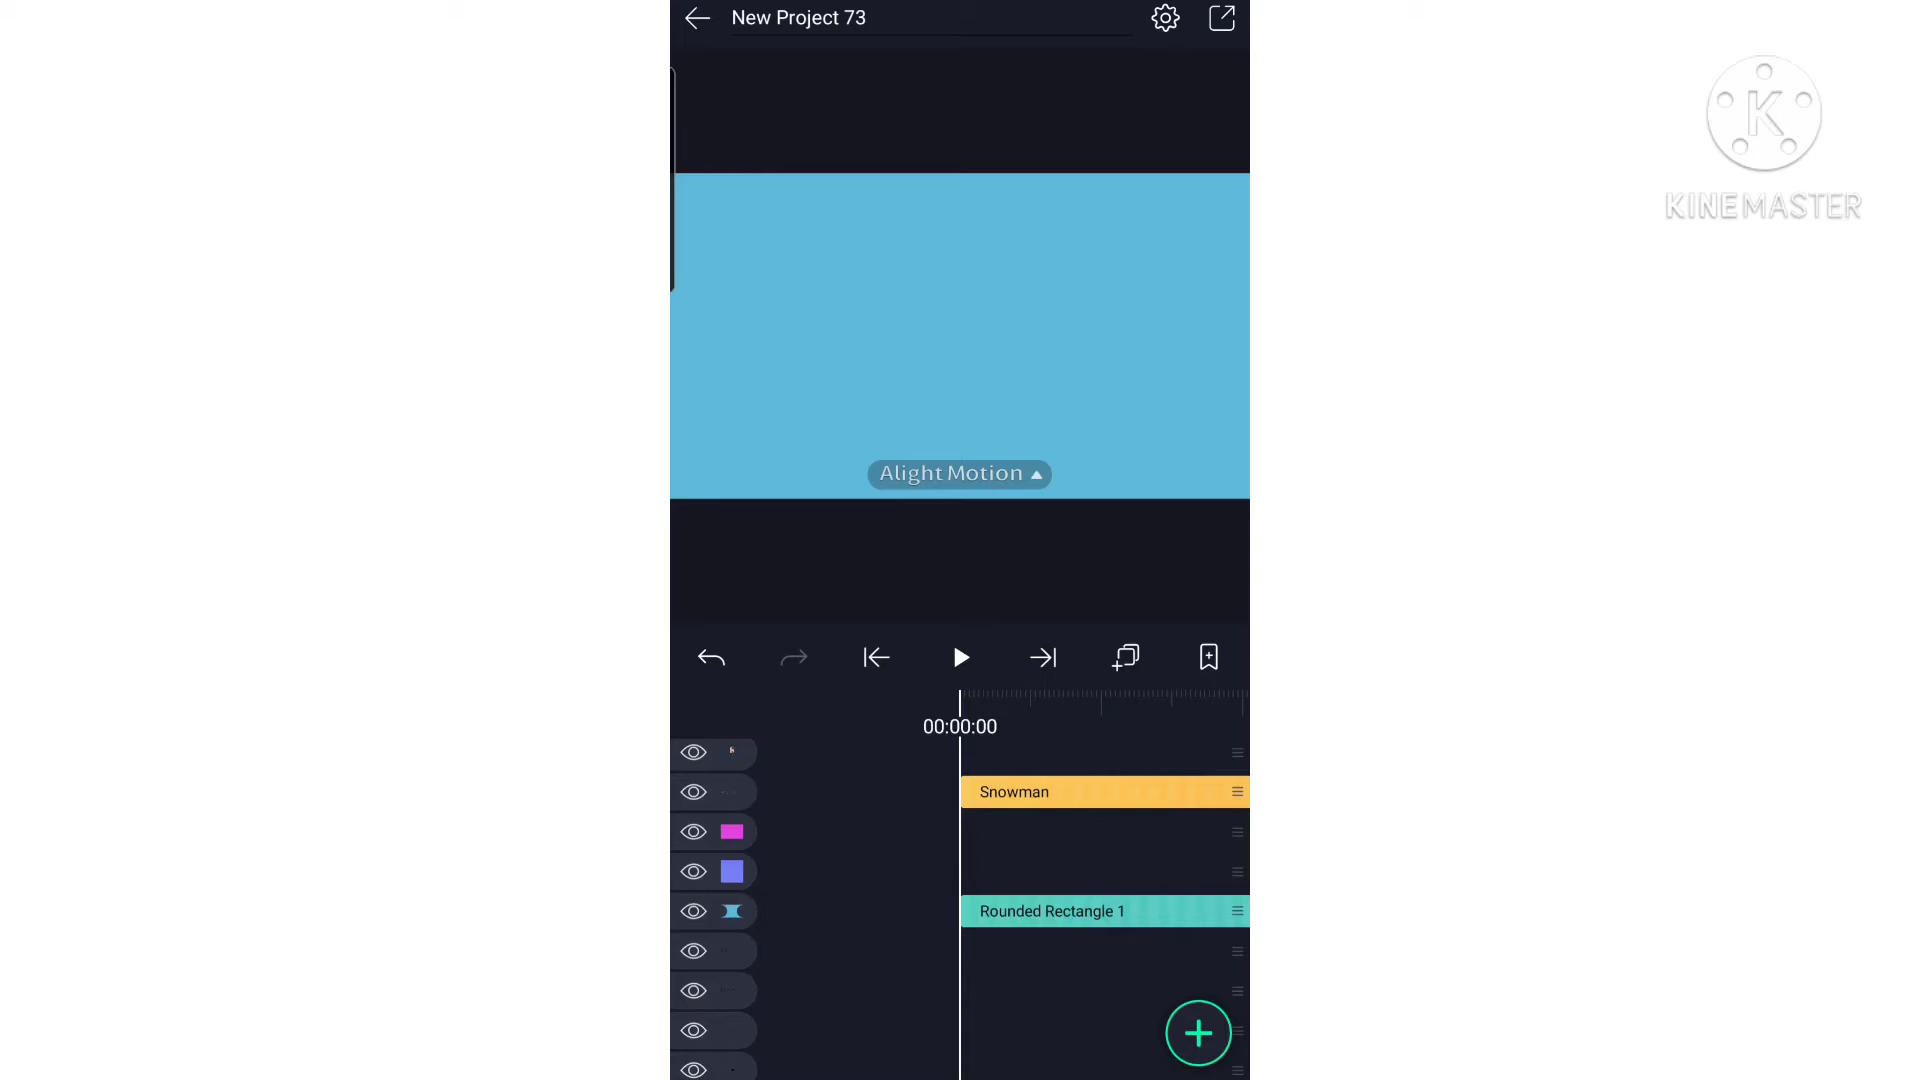 New Project 73
K
KINEMASTER
Alight Motion
00:00:00
Snowman
Rounded Rectangle 1